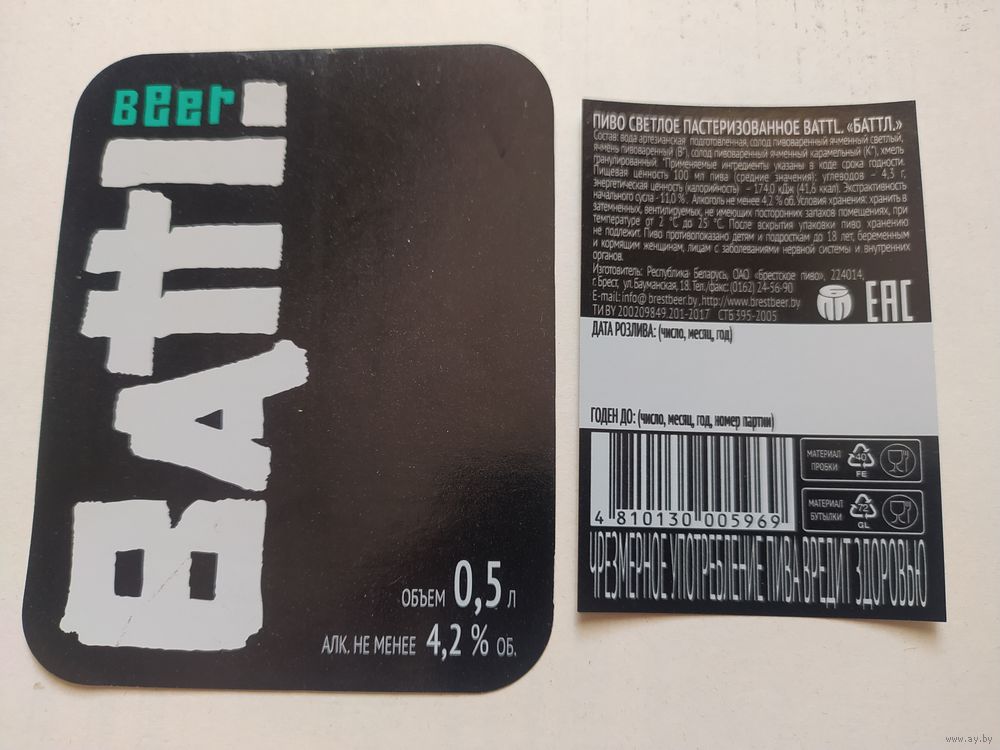 Beer
BATTL.
ОБЪЕМ 0,5 Л
АЛК. НЕ МЕНЕЕ 4,2 % ОБ.
ПИВО СВЕТЛОЕ ПАСТЕРИЗОВАННОЕ BATTL. «БАТТЛ.»
Состав: вода артезианская подготовленная, солод пивоваренный ячменный светлый,
ячмень пивоваренный (В*), солод пивоваренный ячменный карамельный (К*), хмель
гранулированный. *Применяемые ингредиенты указаны в коде срока годности.
Пищевая ценность 100 мл пива (средние значения): углеводов – 4,3 г,
энергетическая ценность (калорийность) – 174,0 кДж (41,6 ккал). Экстрактивность
начального сусла - 11,0 %. Алкоголь не менее 4,2 % об. Условия хранения: хранить в
затемненных, вентилируемых, не имеющих посторонних запахов помещениях, при
температуре от 2 °С до 25 °С. После вскрытия упаковки пиво хранению
не подлежит. Пиво противопоказано детям и подросткам до 18 лет, беременным
и кормящим женщинам, лицам с заболеваниями нервной системы и внутренних
органов.
Изготовитель: Республика Беларусь, ОАО «Брестское пиво», 224014,
г.Брест, ул.Бауманская, 18. Тел./факс: (0162) 24-56-90
E-mail: info@brestbeer.by, http://www.brestbeer.by
ТИ BY 200209849.201-2017 СТБ 395-2005
EAC
ДАТА РОЗЛИВА: (число, месяц, год)
ГОДЕН ДО: (число, месяц, год, номер партии)
4 810130 005969
МАТЕРИАЛ
ПРОБКИ
40
FE
МАТЕРИАЛ
БУТЫЛКИ
72
GL
ЧРЕЗМЕРНОЕ УПОТРЕБЛЕНИЕ ПИВА ВРЕДИТ ЗДОРОВЬЮ
www.ay.by